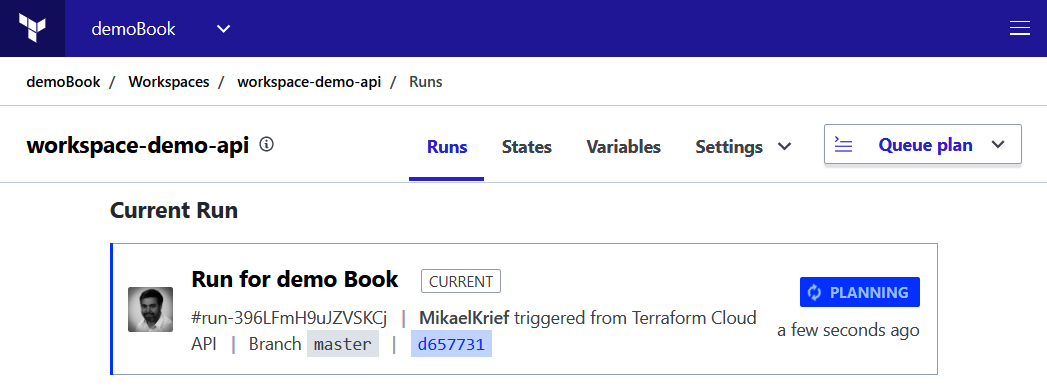 demoBook
demoBook / Workspaces / workspace-demo-api / Runs
workspace-demo-api Runs States Variables Settings Queue plan
Current Run
Run for demo Book CURRENT
PLANNING
#run-396LFmH9uJZVSKCj | MikaelKrief triggered from Terraform Cloud
API | Branch master | d657731
a few seconds ago